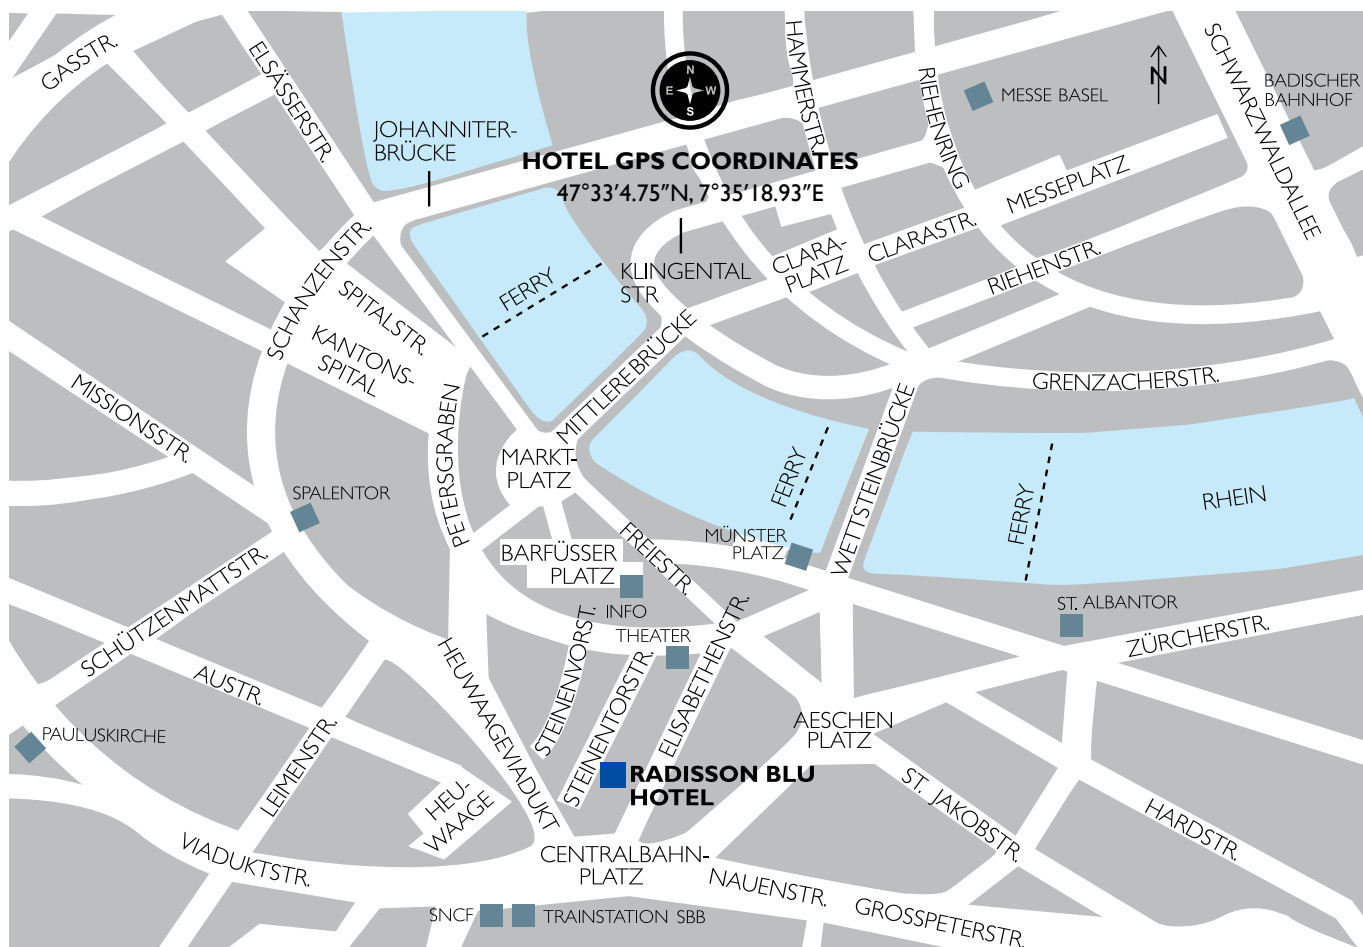 GASSTR.
ELSÄSSERSTR.
JOHANNITER-
BRÜCKE
N
E
W
S
HOTEL GPS COORDINATES
47°33′4.75″N, 7°35′18.93″E
HAMMERSTR.
RIEHENRING
MESSE BASEL
N
SCHWARZWALDALLEE
BADISCHER
BAHNHOF
MESSEPLATZ
CLARASTR.
CLARA-
PLATZ
RIEHENSTR.
KLINGENTAL
STR
FERRY
SCHANZENSTR.
SPITALSTR.
KANTONS-
SPITAL
MITTLEREBRÜCKE
GRENZACHERSTR.
MISSIONSSTR.
PETERSGRABEN
MARKT-
PLATZ
WETTSTEINBRÜCKE
FERRY
FERRY
RHEIN
SPALENTOR
FREIESTR.
MÜNSTER
PLATZ
BARFÜSSER
PLATZ
INFO
SCHÜTZENMATTSTR.
STEINENVORST.
THEATER
ELISABETHENSTR.
ST. ALBANTOR
ZÜRCHERSTR.
HEUWAAGEVIADUKT
AUSTR.
STEINENTORSTR.
PAULUSKIRCHE
LEIMENSTR.
AESCHEN
PLATZ
RADISSON BLU
HOTEL
HEU-
WAAGE
ST. JAKOBSTR.
HARDSTR.
VIADUKTSTR.
CENTRALBAHN-
PLATZ
NAUENSTR.
GROSSPETERSTR.
SNCF
TRAINSTATION SBB